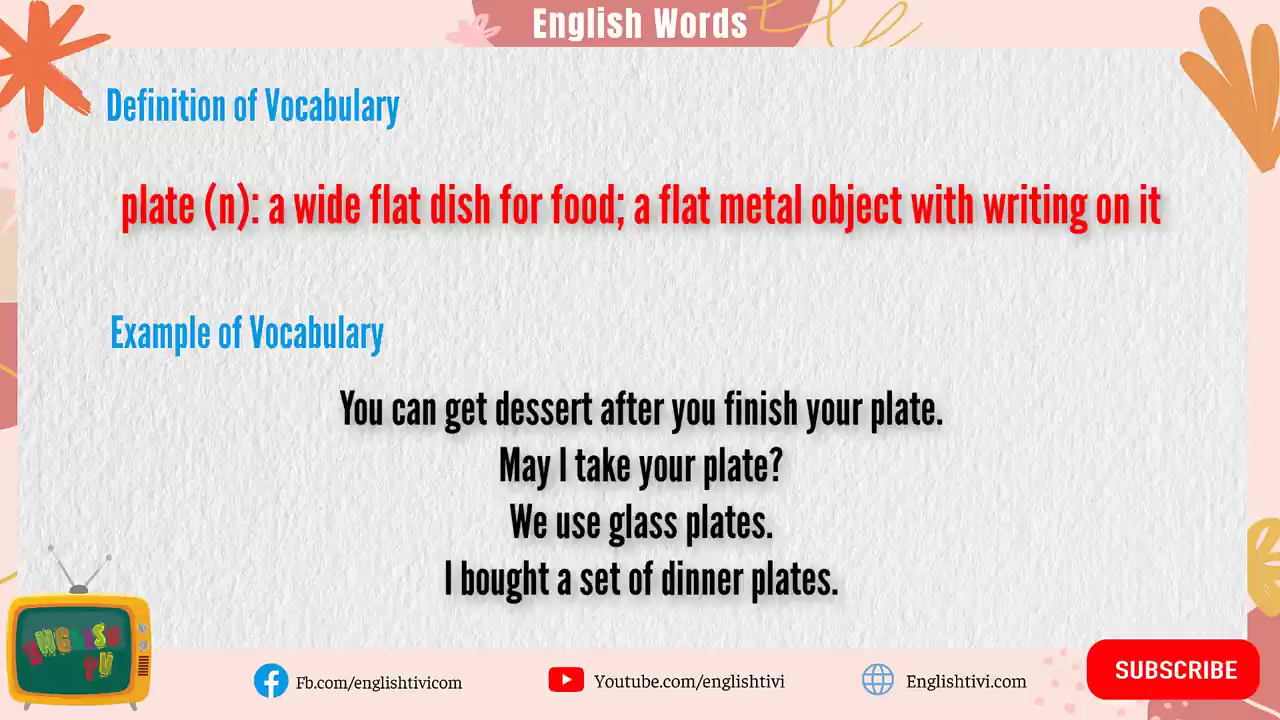 English Words
Definition of Vocabulary
plate (n): a wide flat dish for food; a flat metal object with writing on it
Example of Vocabulary
You can get dessert after you finish your plate.
May I take your plate?
We use glass plates.
I bought a set of dinner plates.
ENGLISH
TV
Fb.com/englishtivicom
Youtube.com/englishtivi
Englishtivi.com
SUBSCRIBE